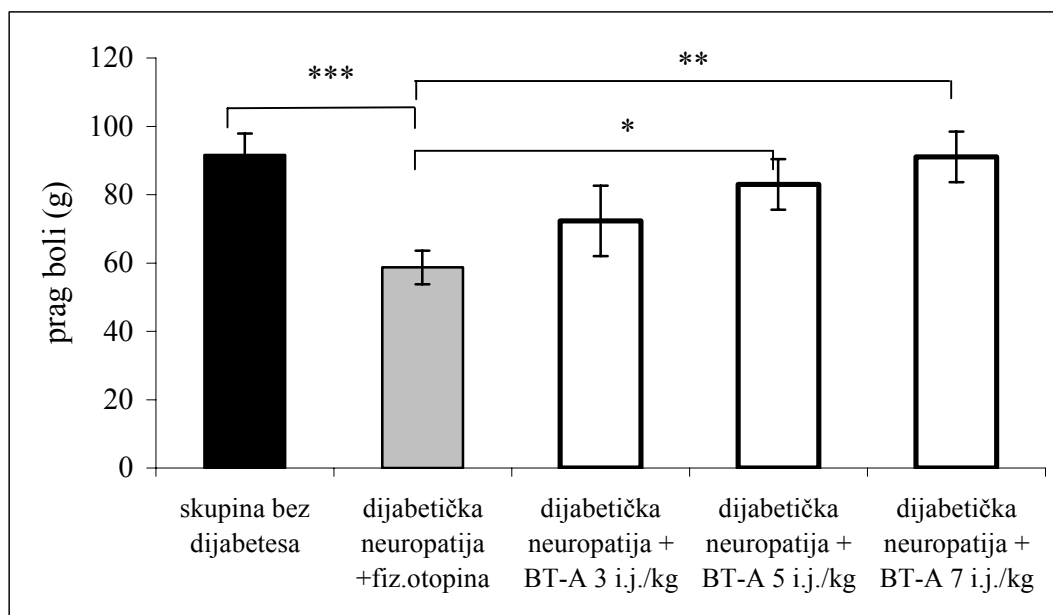 120
100
80
60
40
20
0
prag boli (g)
***
**
*
skupina bez
dijabetesa
dijabetička
neuropatija
+fiz.otopina
dijabetička
neuropatija +
BT-A 3 i.j./kg
dijabetička
neuropatija +
BT-A 5 i.j./kg
dijabetička
neuropatija +
BT-A 7 i.j./kg